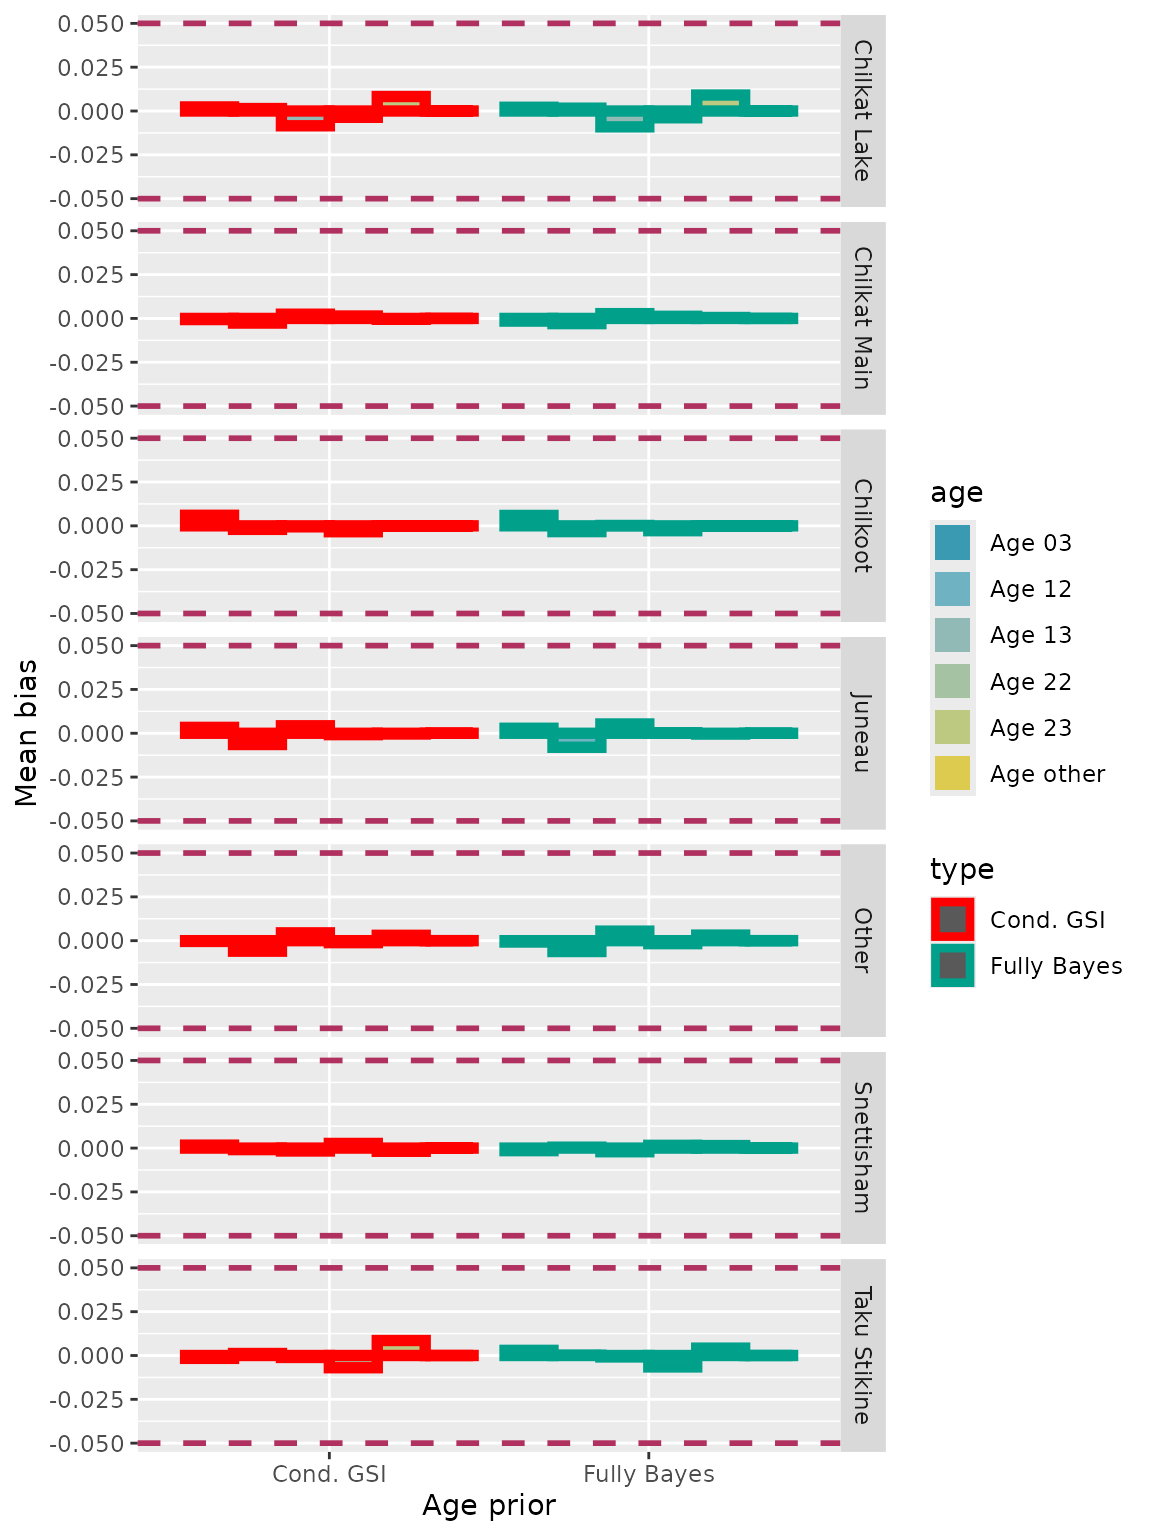 0.050
0.025
0.000
-0.025
-0.050
Chilkat Lake
0.050
0.025
0.000
-0.025
-0.050
Chilkat Main
0.050
0.025
0.000
-0.025
-0.050
Chilkoot
0.050
0.025
0.000
-0.025
-0.050
Juneau
0.050
0.025
0.000
-0.025
-0.050
Other
0.050
0.025
0.000
-0.025
-0.050
Snettisham
0.050
0.025
0.000
-0.025
-0.050
Taku Stikine
Mean bias
Cond. GSI
Fully Bayes
Age prior
age
Age 03
Age 12
Age 13
Age 22
Age 23
Age other
type
Cond. GSI
Fully Bayes